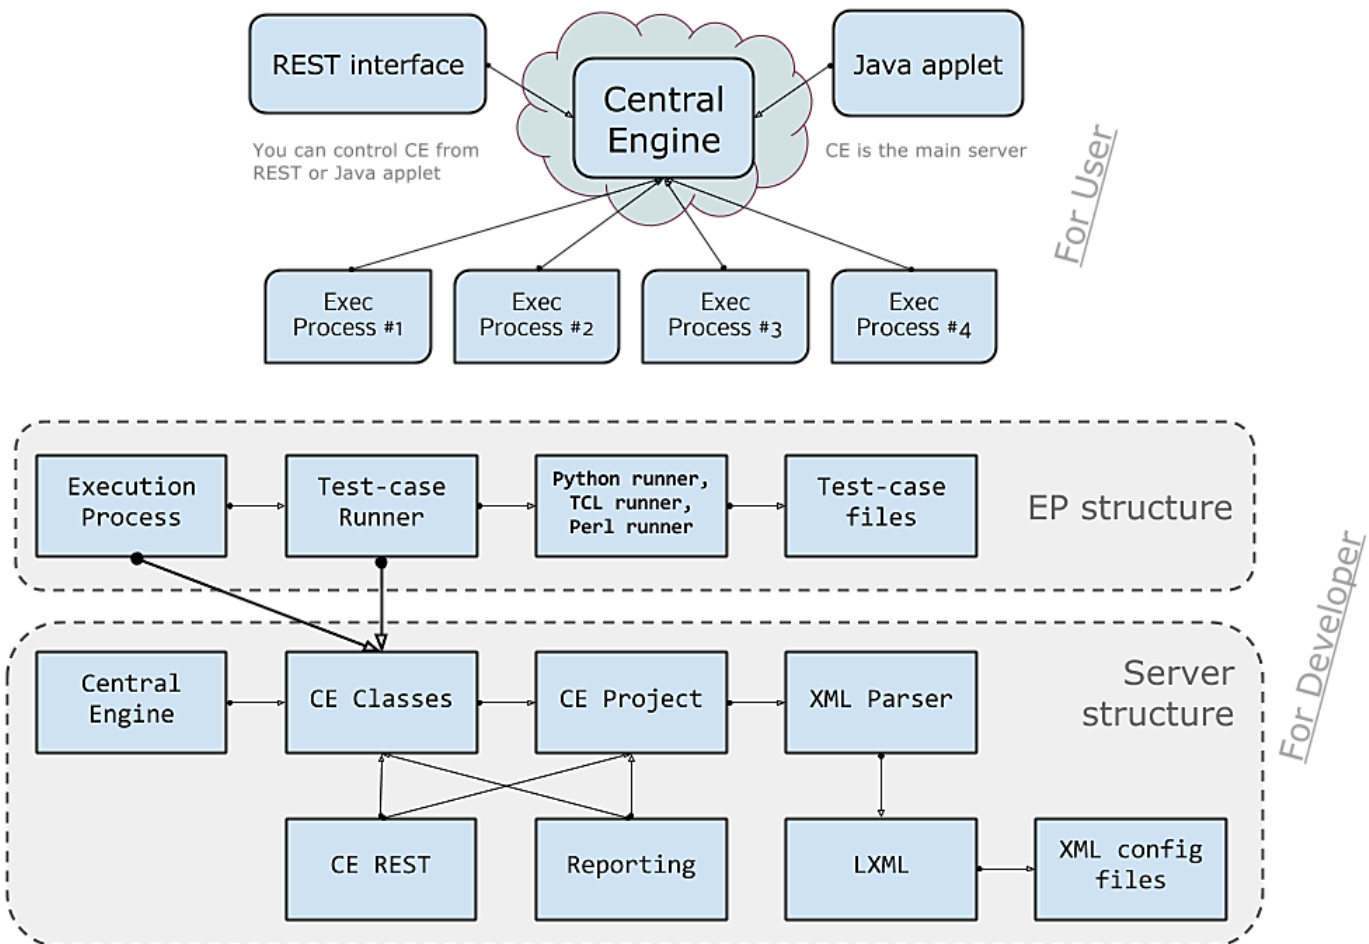 REST interface
Central
Engine
Java applet
You can control CE from
REST or Java applet
CE is the main server
For User
Exec
Process #1
Exec
Process #2
Exec
Process #3
Exec
Process #4
Execution
Process
Test-case
Runner
Python runner,
TCL runner,
Perl runner
Test-case
files
EP structure
For Developer
Central
Engine
CE Classes
CE Project
XML Parser
Server
structure
CE REST
Reporting
LXML
XML config
files